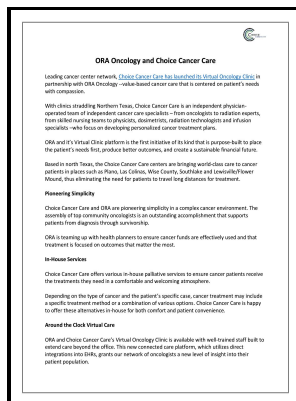 ORA Oncology and Choice Cancer Care
Leading cancer center network, Choice Cancer Care has launched its Virtual Oncology Clinic in
partnership with ORA Oncology –value-based cancer care that is centered on patient's needs
with compassion.
With clinics straddling Northern Texas, Choice Cancer Care is an independent physician-
operated team of independent cancer care specialists – from oncologists to radiation experts,
from skilled nursing teams to physicists, dosimetrists, radiation technologists and infusion
specialists –who focus on developing personalized cancer treatment plans.
ORA and it's Virtual Clinic platform is the first initiative of its kind that is purpose-built to place
the patient's needs first, produce better outcomes, and create a sustainable financial future.
Based in north Texas, the Choice Cancer Care centers are bringing world-class care to cancer
patients in places such as Plano, Las Colinas, Wise County, Southlake and Lewisville/Flower
Mound, thus eliminating the need for patients to travel long distances for treatment.
Pioneering Simplicity
Choice Cancer Care and ORA are pioneering simplicity in a complex cancer environment. The
assembly of top community oncologists is an outstanding accomplishment that supports
patients from diagnosis through survivorship.
ORA is teaming up with health planners to ensure cancer funds are effectively used and that
treatment is focused on outcomes that matter the most.
In-House Services
Choice Cancer Care offers various in-house palliative services to ensure cancer patients receive
the treatments they need in a comfortable and welcoming atmosphere.
Depending on the type of cancer and the patient's specific case, cancer treatment may include
a specific treatment method or a combination of various options. Choice Cancer Care is happy
to offer these alternatives in-house for both comfort and patient convenience.
Around the Clock Virtual Care
ORA and Choice Cancer Care's Virtual Oncology Clinic is available with well-trained staff built to
extend care beyond the office. This new connected care platform, which utilizes direct
integrations into EHRs, grants our network of oncologists a new level of insight into their
patient population.